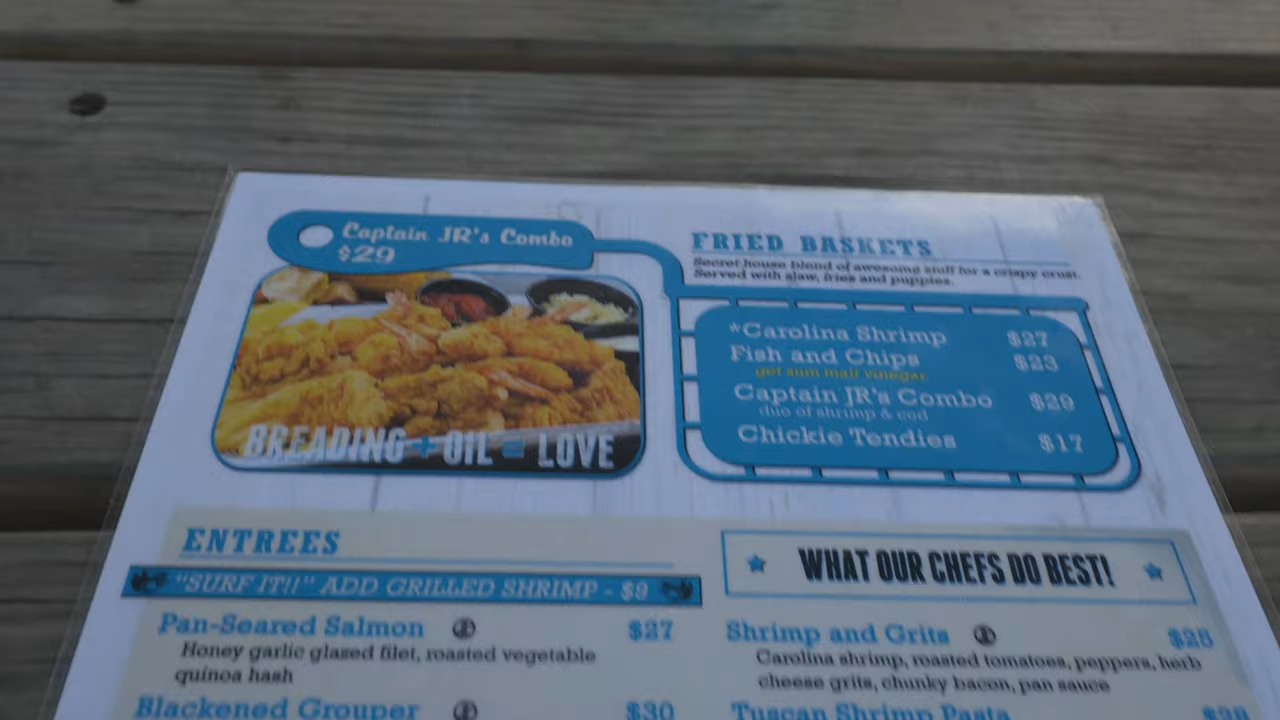 Captain JR's Combo
$29
BREADING + OIL = LOVE
FRIED BASKETS
Secret house blend of awesome stuff for a crispy crust.
Served with slaw, fries and puppies.
*Carolina Shrimp $27
Fish and Chips $23
get sum malt vinegar
Captain JR's Combo $29
duo of shrimp & cod
Chickie Tendies $17
ENTREES
"SURF IT!!" ADD GRILLED SHRIMP - $9
Pan-Seared Salmon $27
Honey garlic glazed filet, roasted vegetable
quinoa hash
Blackened Grouper $30
WHAT OUR CHEFS DO BEST!
Shrimp and Grits $25
Carolina shrimp, roasted tomatoes, peppers, herb
cheese grits, chunky bacon, pan sauce
Tuscan Shrimp Pasta